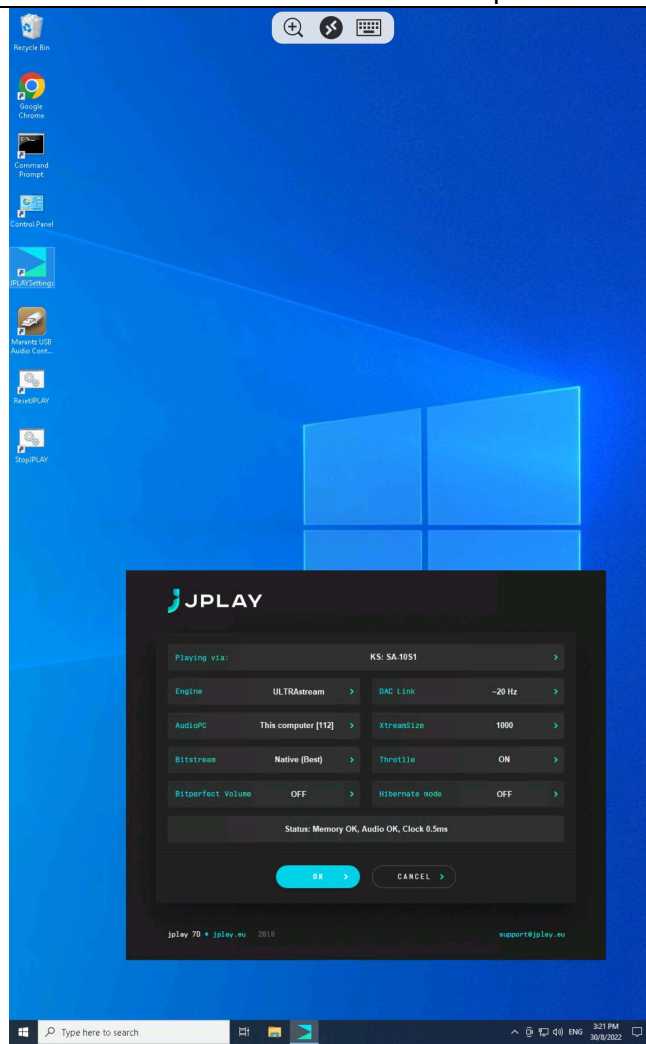 Recycle Bin
Google
Chrome
Command
Prompt
Control Panel
JPLAYSettings
Marantz USB
Audio Cont...
ResetJPLAY
StopJPLAY
JPLAY
Playing via: KS: SA-10S1
Engine ULTRAstream DAC Link ~20 Hz
AudioPC This computer [112] XtreamSize 1000
Bitstream Native (Best) Throttle ON
Bitperfect Volume OFF Hibernate mode OFF
Status: Memory OK, Audio OK, Clock 0.5ms
OK CANCEL
jplay 7D jplay.eu 2018 support@jplay.eu
Type here to search ENG 3:21 PM
30/8/2022